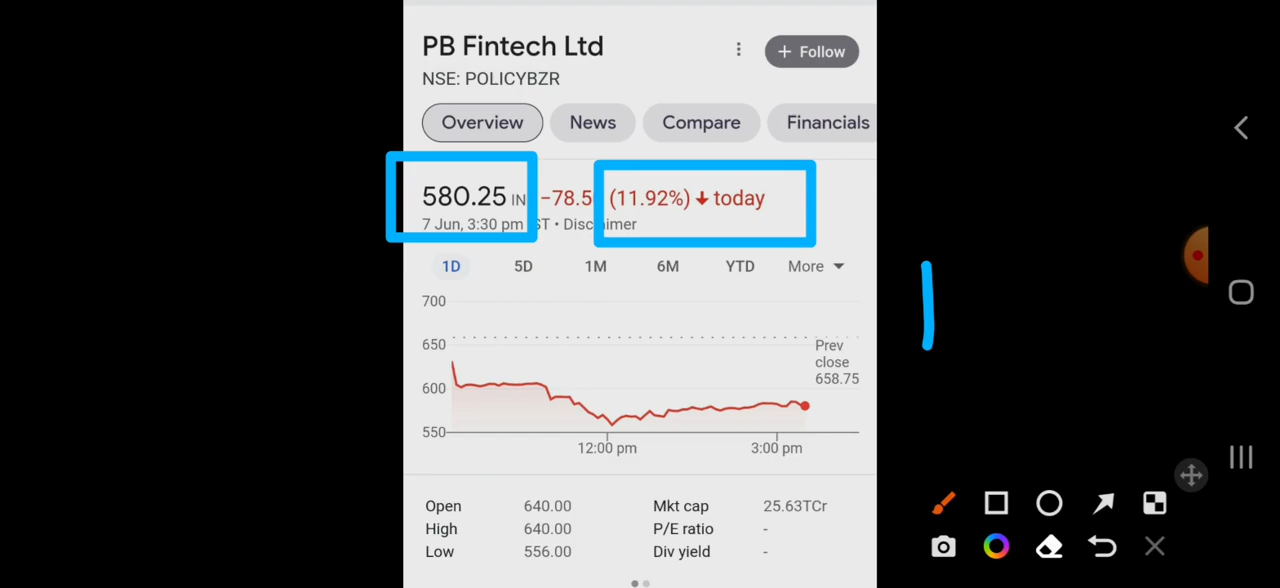 PB Fintech Ltd
+ Follow
NSE: POLICYBZR
Overview News Compare Financials
580.25 IN −78.5 (11.92%) ↓ today
7 Jun, 3:30 pm ST • Disclaimer
1D 5D 1M 6M YTD More
700
650
600
550
Prev
close
658.75
12:00 pm 3:00 pm
Open 640.00 Mkt cap 25.63TCr
High 640.00 P/E ratio -
Low 556.00 Div yield -